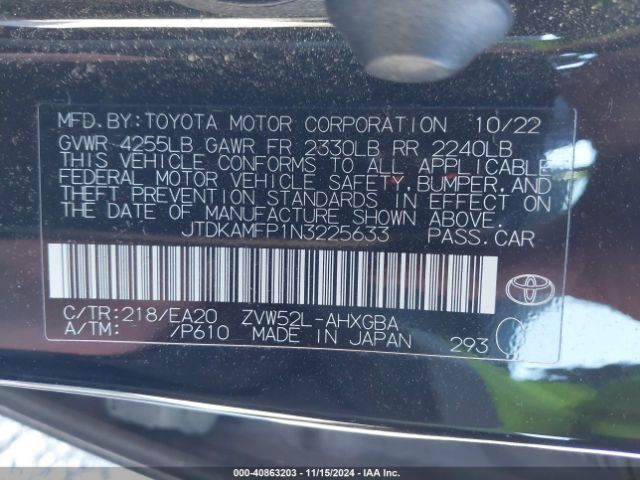 MFD.BY:TOYOTA MOTOR CORPORATION 10/22
GVWR 4255LB GAWR FR 2330LB RR 2240LB
THIS VEHICLE CONFORMS TO ALL APPLICABLE
FEDERAL MOTOR VEHICLE SAFETY,BUMPER,AND
THEFT PREVENTION STANDARDS IN EFFECT ON
THE DATE OF MANUFACTURE SHOWN ABOVE.
JTDKAMFP1N3225633 PASS.CAR
C/TR:218/EA20 ZVW52L-AHXGBA
A/TM: /P610 MADE IN JAPAN 293
000-40863203 - 11/15/2024 - IAA Inc.